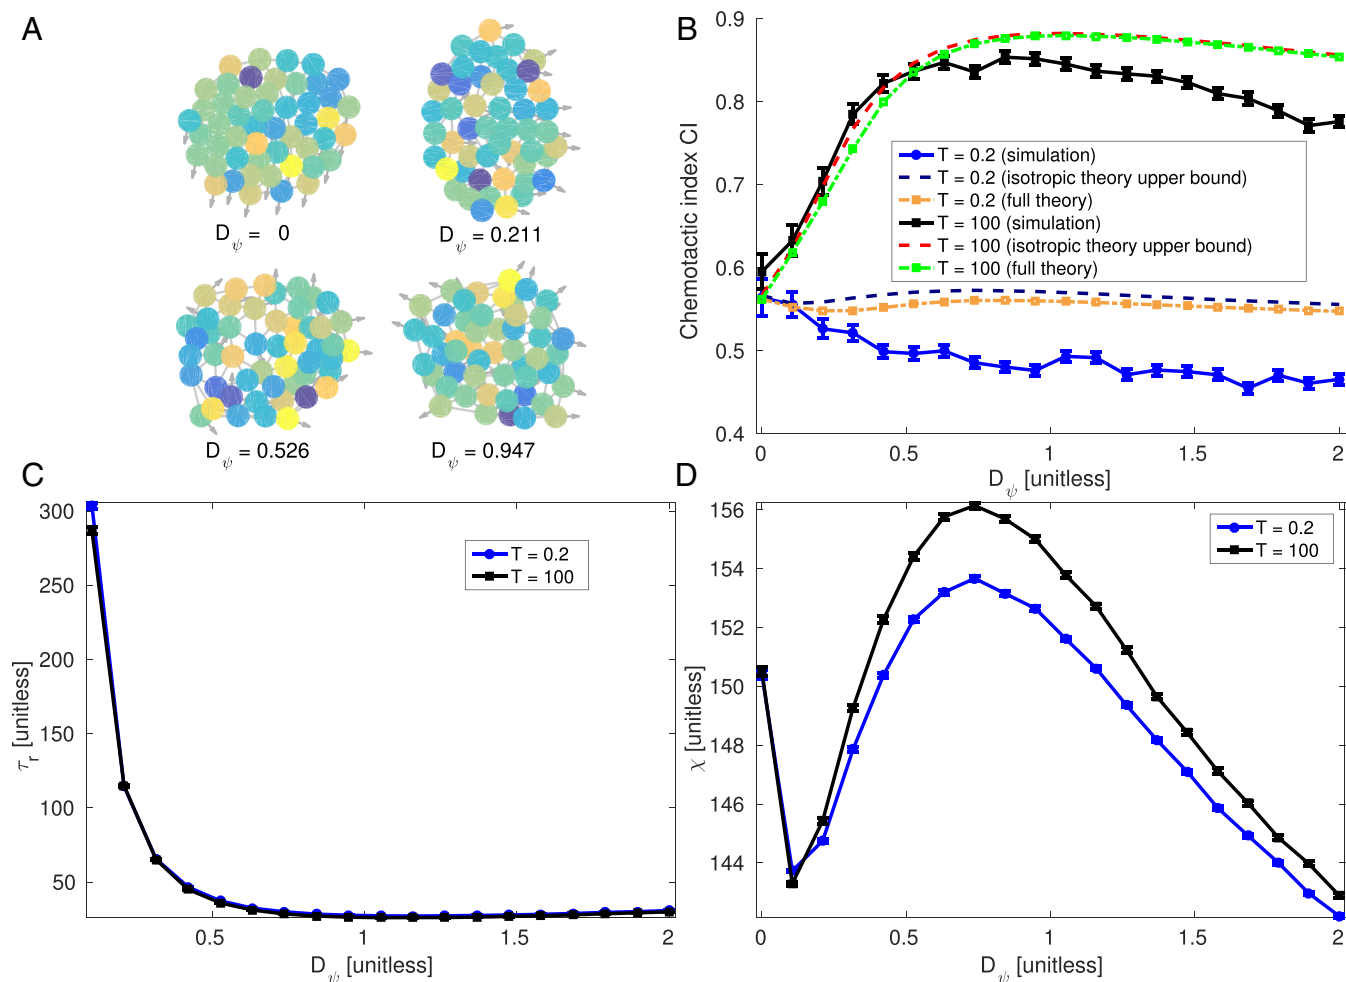 A
D_ψ = 0
D_ψ = 0.211
D_ψ = 0.526
D_ψ = 0.947
B
Chemotactic index CI
0.9
0.8
0.7
0.6
0.5
0.4
T = 0.2 (simulation)
T = 0.2 (isotropic theory upper bound)
T = 0.2 (full theory)
T = 100 (simulation)
T = 100 (isotropic theory upper bound)
T = 100 (full theory)
0 0.5 1 1.5 2
D_ψ [unitless]
C
τ_r [unitless]
300
250
200
150
100
50
T = 0.2
T = 100
0.5 1 1.5 2
D_ψ [unitless]
D
χ [unitless]
156
154
152
150
148
146
144
T = 0.2
T = 100
0 0.5 1 1.5 2
D_ψ [unitless]